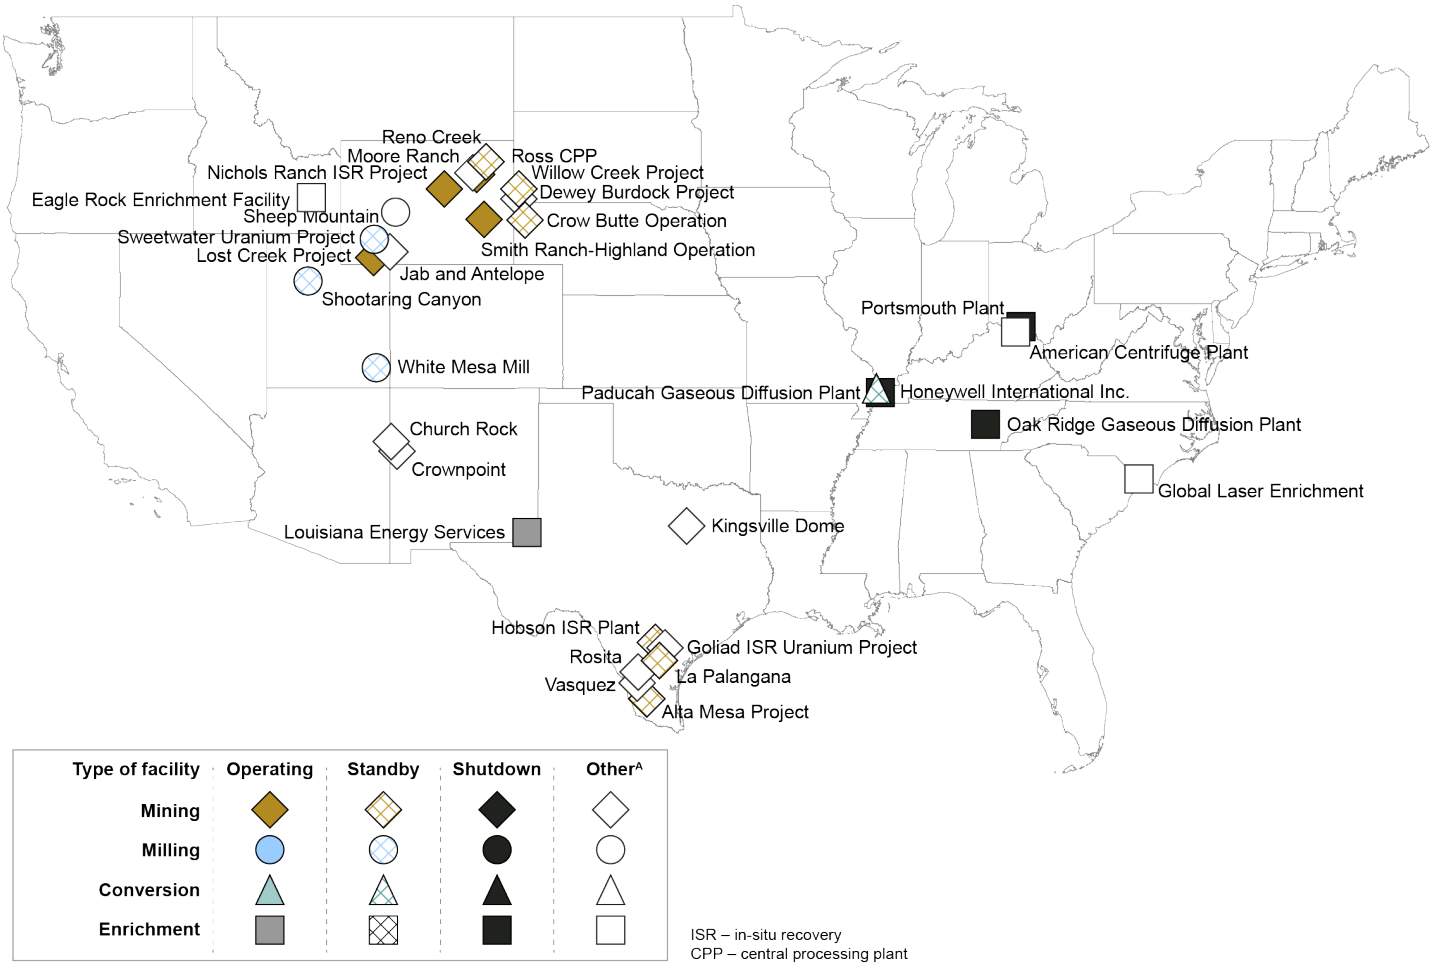 Reno Creek
Moore Ranch
Ross CPP
Nichols Ranch ISR Project
Willow Creek Project
Eagle Rock Enrichment Facility
Dewey Burdock Project
Sheep Mountain
Crow Butte Operation
Sweetwater Uranium Project
Smith Ranch-Highland Operation
Lost Creek Project
Jab and Antelope
Shootaring Canyon
Portsmouth Plant
American Centrifuge Plant
White Mesa Mill
Paducah Gaseous Diffusion Plant
Honeywell International Inc.
Church Rock
Oak Ridge Gaseous Diffusion Plant
Crownpoint
Global Laser Enrichment
Louisiana Energy Services
Kingsville Dome
Hobson ISR Plant
Goliad ISR Uranium Project
Rosita
La Palangana
Vasquez
Alta Mesa Project
Type of facility Operating Standby Shutdown Otherᴬ
Mining
Milling
Conversion
Enrichment
ISR – in-situ recovery
CPP – central processing plant